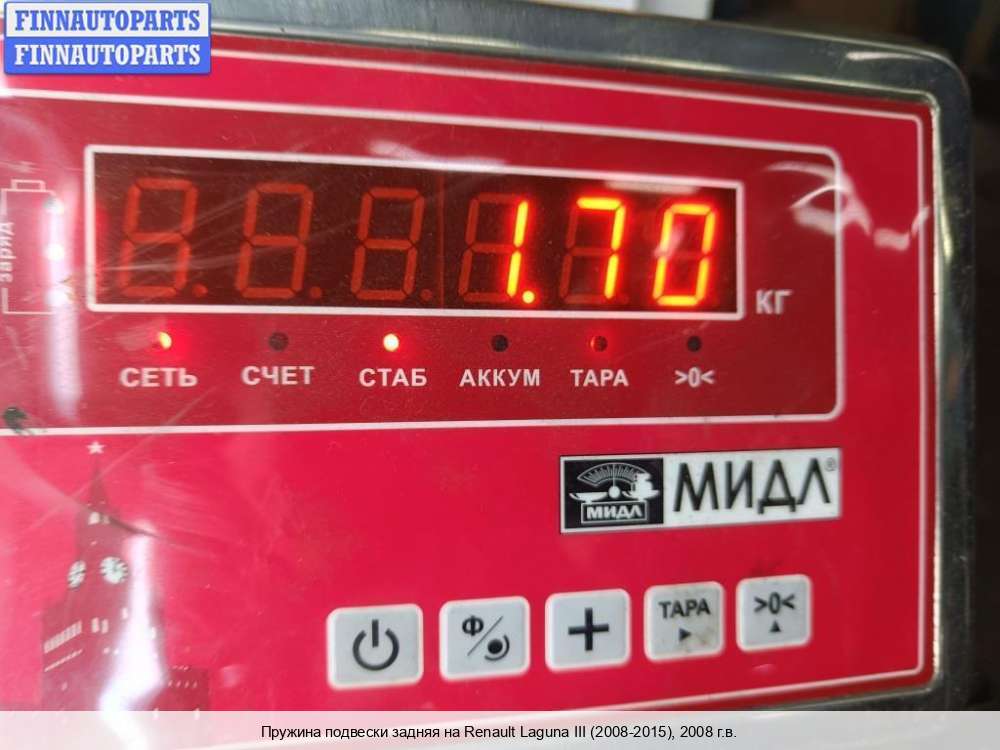 FINNAUTOPARTS
FINNAUTOPARTS
заряд
1.70
КГ
СЕТЬ СЧЕТ СТАБ АККУМ ТАРА >0<
МИДЛ МИДЛ®
Ф ТАРА >0<
Пружина подвески задняя на Renault Laguna III (2008-2015), 2008 г.в.